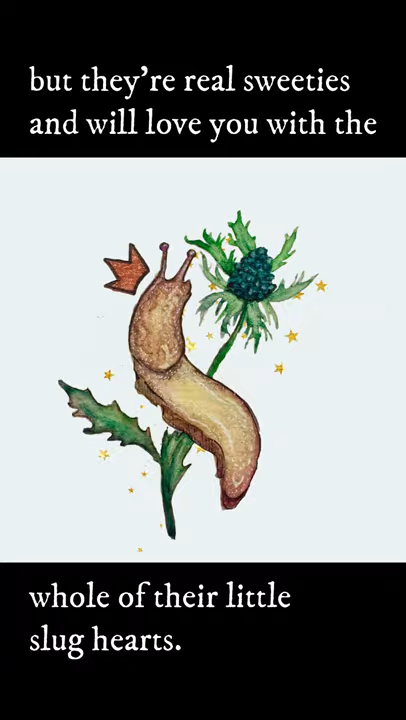 but they're real sweeties
and will love you with the
whole of their little
slug hearts.